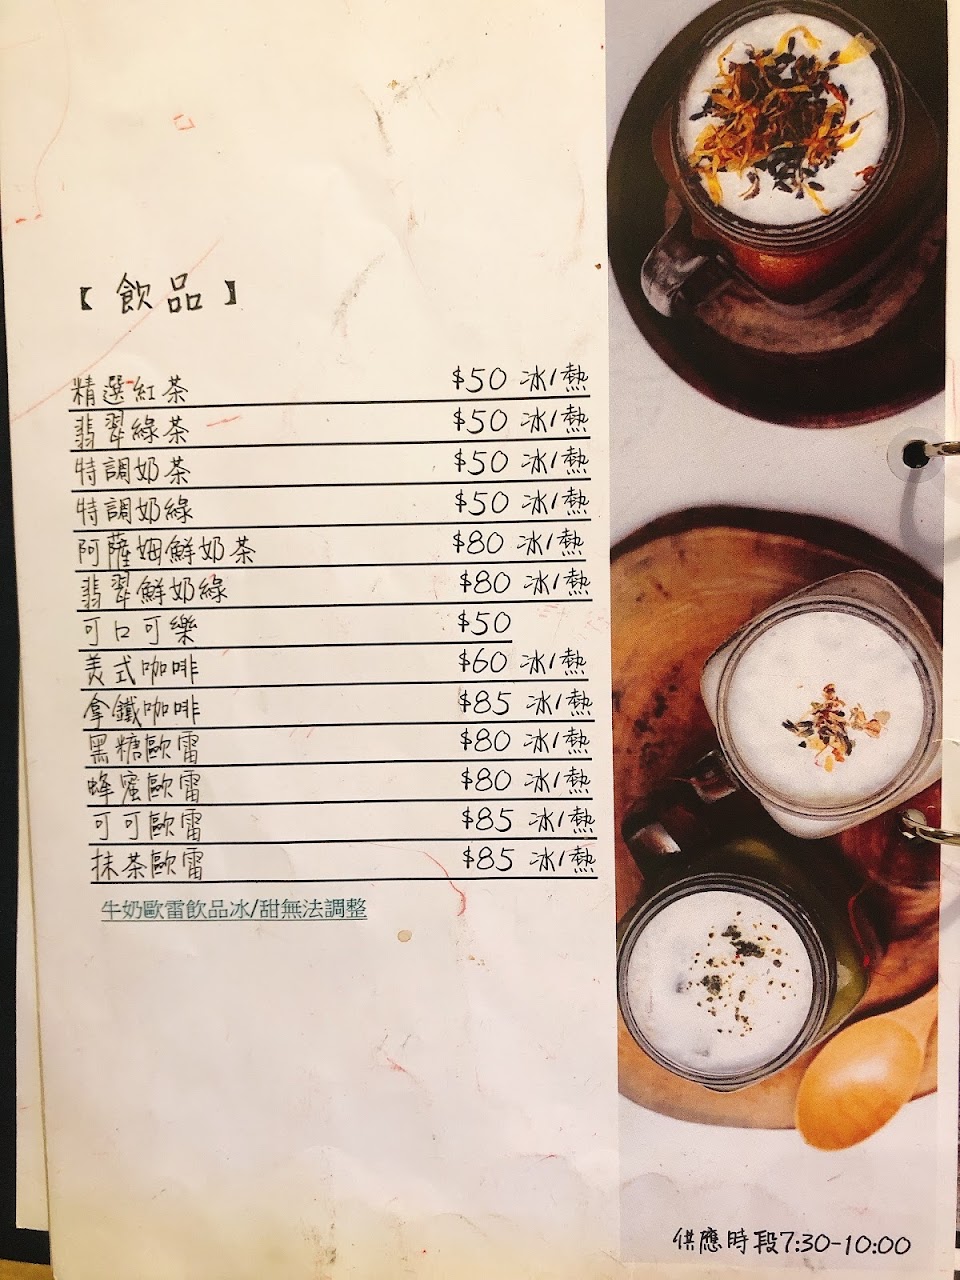 【 飲品 】
精選紅茶 $50 冰/熱
翡翠綠茶 $50 冰/熱
特調奶茶 $50 冰/熱
特調奶綠 $50 冰/熱
阿薩姆鮮奶茶 $80 冰/熱
翡翠鮮奶綠 $80 冰/熱
可口可樂 $50
美式咖啡 $60 冰/熱
拿鐵咖啡 $85 冰/熱
黑糖歐雷 $80 冰/熱
蜂蜜歐雷 $80 冰/熱
可可歐雷 $85 冰/熱
抹茶歐雷 $85 冰/熱
牛奶歐雷飲品冰/甜無法調整
供應時段7:30-10:00